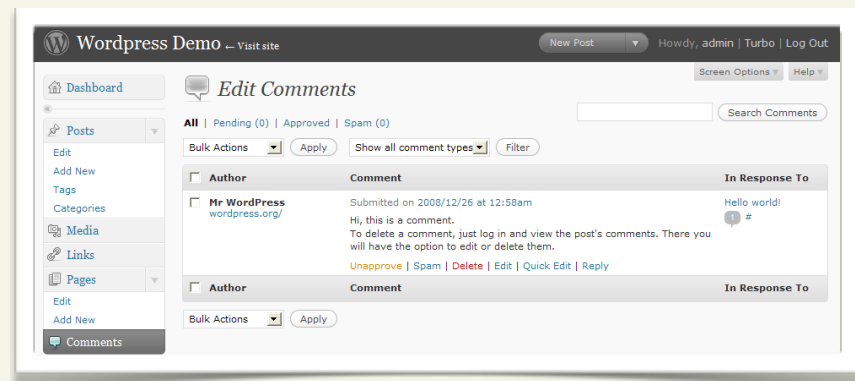 Wordpress Demo ← Visit site
New Post
Howdy, admin | Turbo | Log Out
Screen Options
Help
Dashboard
Posts
Edit
Add New
Tags
Categories
Media
Links
Pages
Edit
Add New
Comments
Edit Comments
All | Pending (0) | Approved | Spam (0)
Search Comments
Bulk Actions
Apply
Show all comment types
Filter
Author
Comment
In Response To
Mr WordPress
wordpress.org/
Submitted on 2008/12/26 at 12:58am
Hi, this is a comment.
To delete a comment, just log in and view the post's comments. There you
will have the option to edit or delete them.
Unapprove | Spam | Delete | Edit | Quick Edit | Reply
Hello world!
1 #
Author
Comment
In Response To
Bulk Actions
Apply